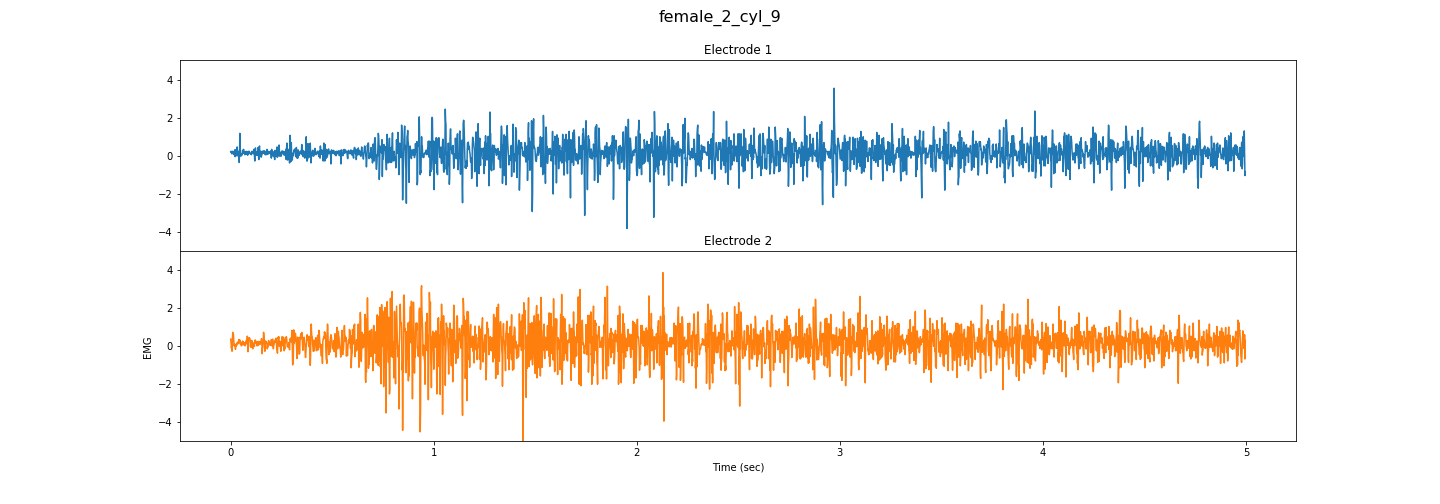 female_2_cyl_9
Electrode 1
4
2
0
−2
−4
Electrode 2
4
2
0
−2
−4
EMG
0 1 2 3 4 5
Time (sec)